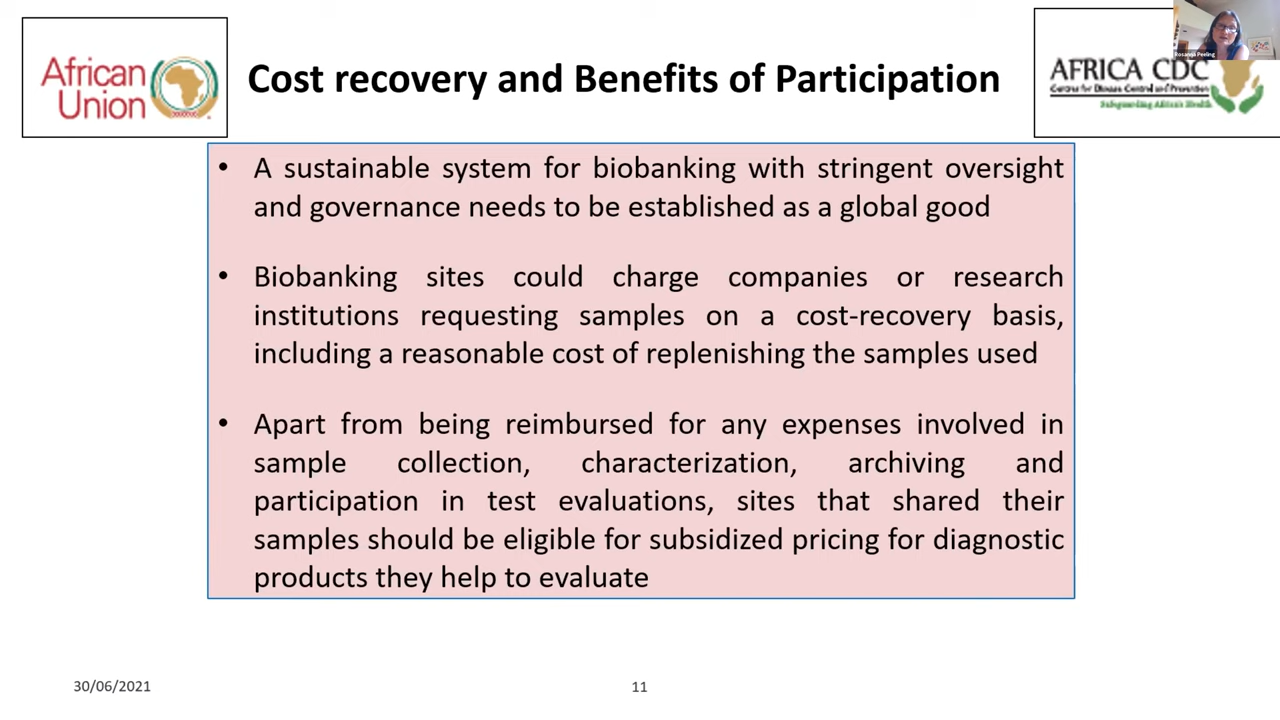 African
Union
Cost recovery and Benefits of Participation
Rosanna Peeling
AFRICA CDC
Centres for Disease Control and Prevention
Safeguarding Africa's Health
• A sustainable system for biobanking with stringent oversight
and governance needs to be established as a global good
• Biobanking sites could charge companies or research
institutions requesting samples on a cost-recovery basis,
including a reasonable cost of replenishing the samples used
• Apart from being reimbursed for any expenses involved in
sample collection, characterization, archiving and
participation in test evaluations, sites that shared their
samples should be eligible for subsidized pricing for diagnostic
products they help to evaluate
30/06/2021
11